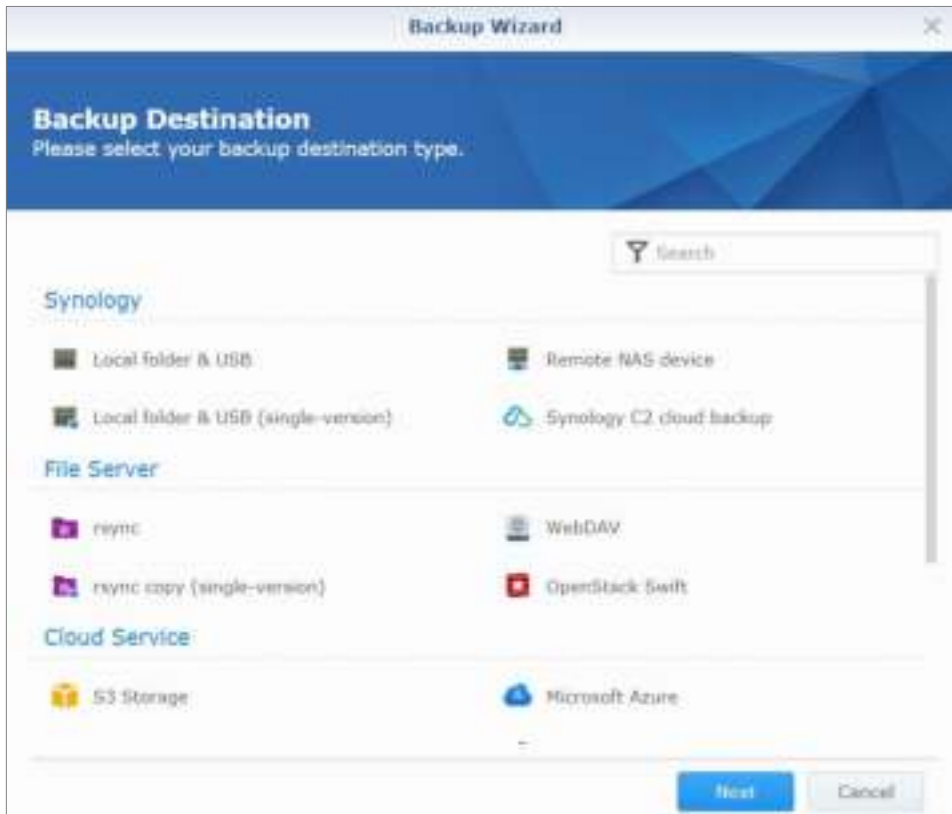 Backup Wizard
Backup Destination
Please select your backup destination type.
Search
Synology
Local folder & USB
Remote NAS device
Local folder & USB (single-version)
Synology C2 cloud backup
File Server
rsync
WebDAV
rsync copy (single-version)
OpenStack Swift
Cloud Service
S3 Storage
Microsoft Azure
Next
Cancel